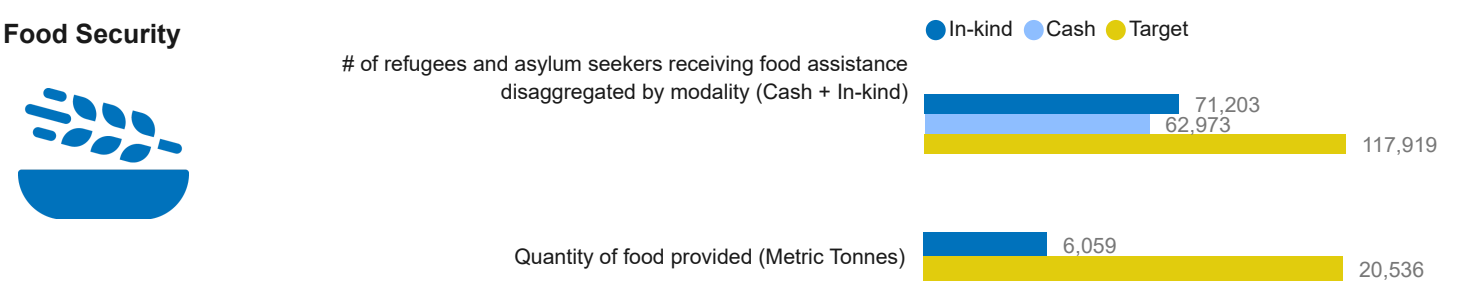 Food Security
In-kind Cash Target
# of refugees and asylum seekers receiving food assistance
disaggregated by modality (Cash + In-kind)
71,203
62,973
117,919
Quantity of food provided (Metric Tonnes)
6,059
20,536